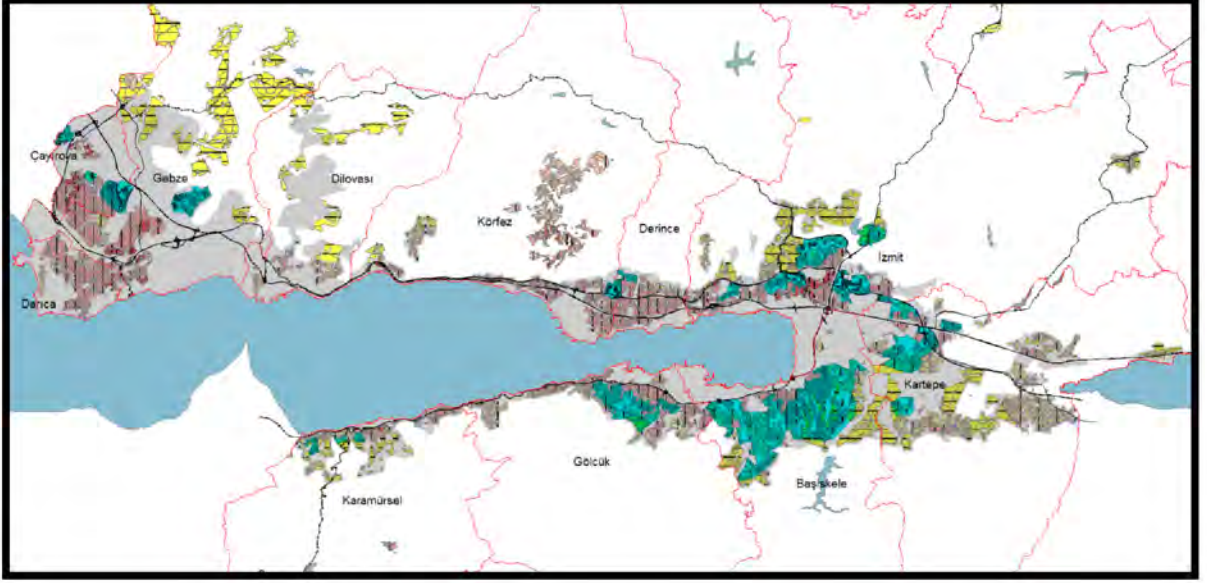 Çayırova
Gebze
Dilovası
Körfez
Derince
İzmit
Darıca
Kartepe
Gölcük
Başiskele
Karamürsel